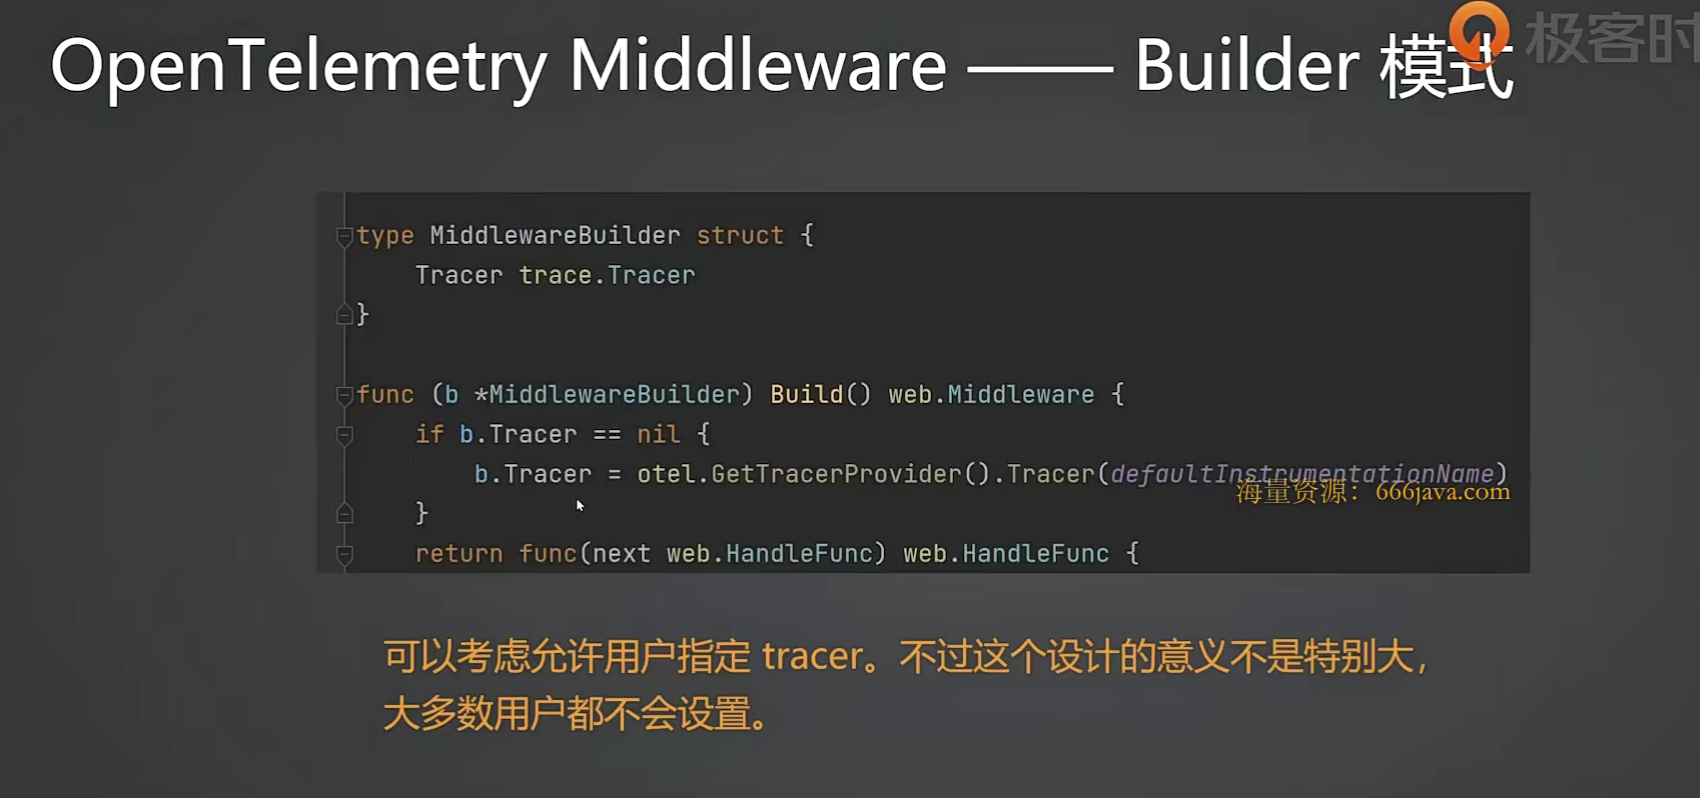 OpenTelemetry Middleware —— Builder 模式
极客时
type MiddlewareBuilder struct {
Tracer trace.Tracer
}
func (b *MiddlewareBuilder) Build() web.Middleware {
if b.Tracer == nil {
b.Tracer = otel.GetTracerProvider().Tracer(defaultInstrumentationName)
海量资源：666java.com
}
return func(next web.HandleFunc) web.HandleFunc {
可以考虑允许用户指定 tracer。不过这个设计的意义不是特别大，
大多数用户都不会设置。